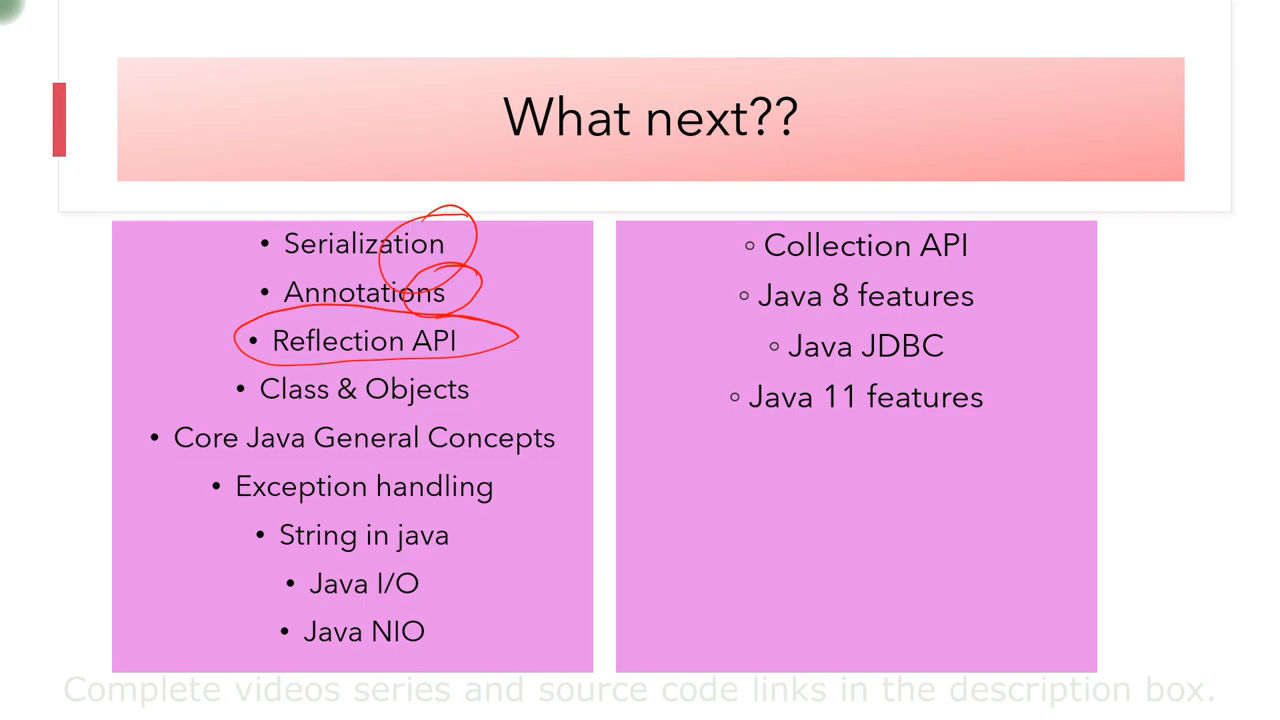 What next??
• Serialization
• Annotations
• Reflection API
• Class & Objects
• Core Java General Concepts
• Exception handling
• String in java
• Java I/O
• Java NIO
◦ Collection API
◦ Java 8 features
◦ Java JDBC
◦ Java 11 features
Complete videos series and source code links in the description box.